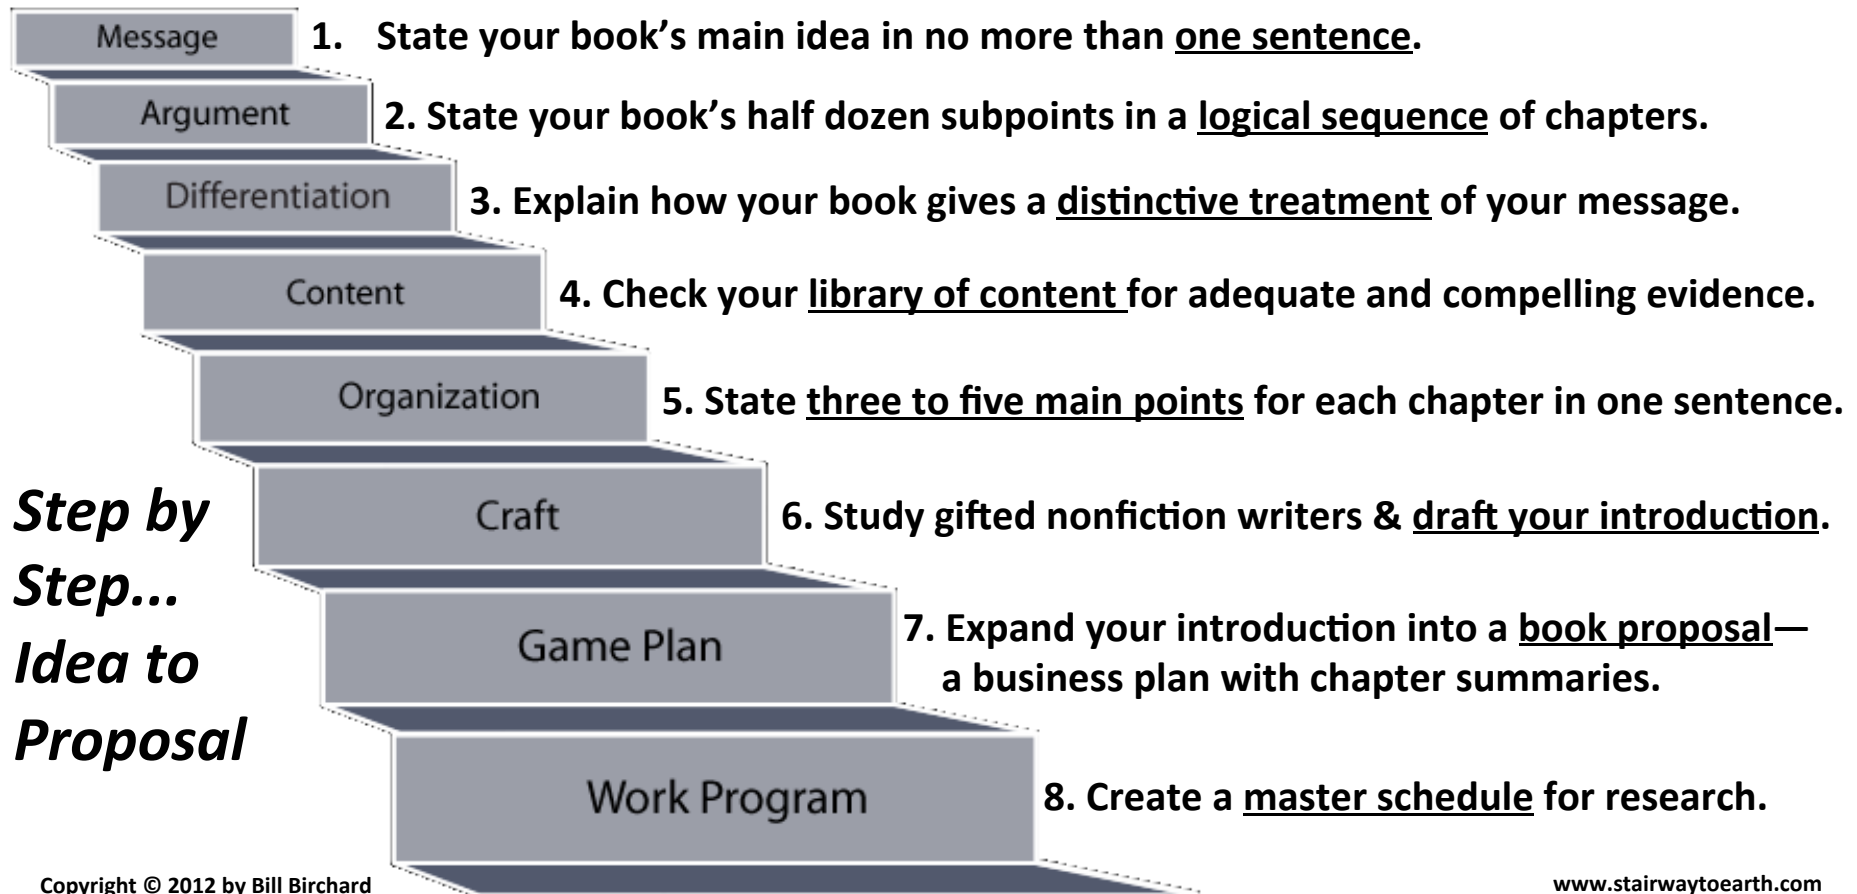 Message
1. State your book’s main idea in no more than one sentence.
Argument
2. State your book’s half dozen subpoints in a logical sequence of chapters.
Differentiation
3. Explain how your book gives a distinctive treatment of your message.
Content
4. Check your library of content for adequate and compelling evidence.
Organization
5. State three to five main points for each chapter in one sentence.
Craft
6. Study gifted nonfiction writers & draft your introduction.
Game Plan
7. Expand your introduction into a book proposal—
a business plan with chapter summaries.
Work Program
8. Create a master schedule for research.
Step by
Step...
Idea to
Proposal
Copyright © 2012 by Bill Birchard
www.stairwaytoearth.com